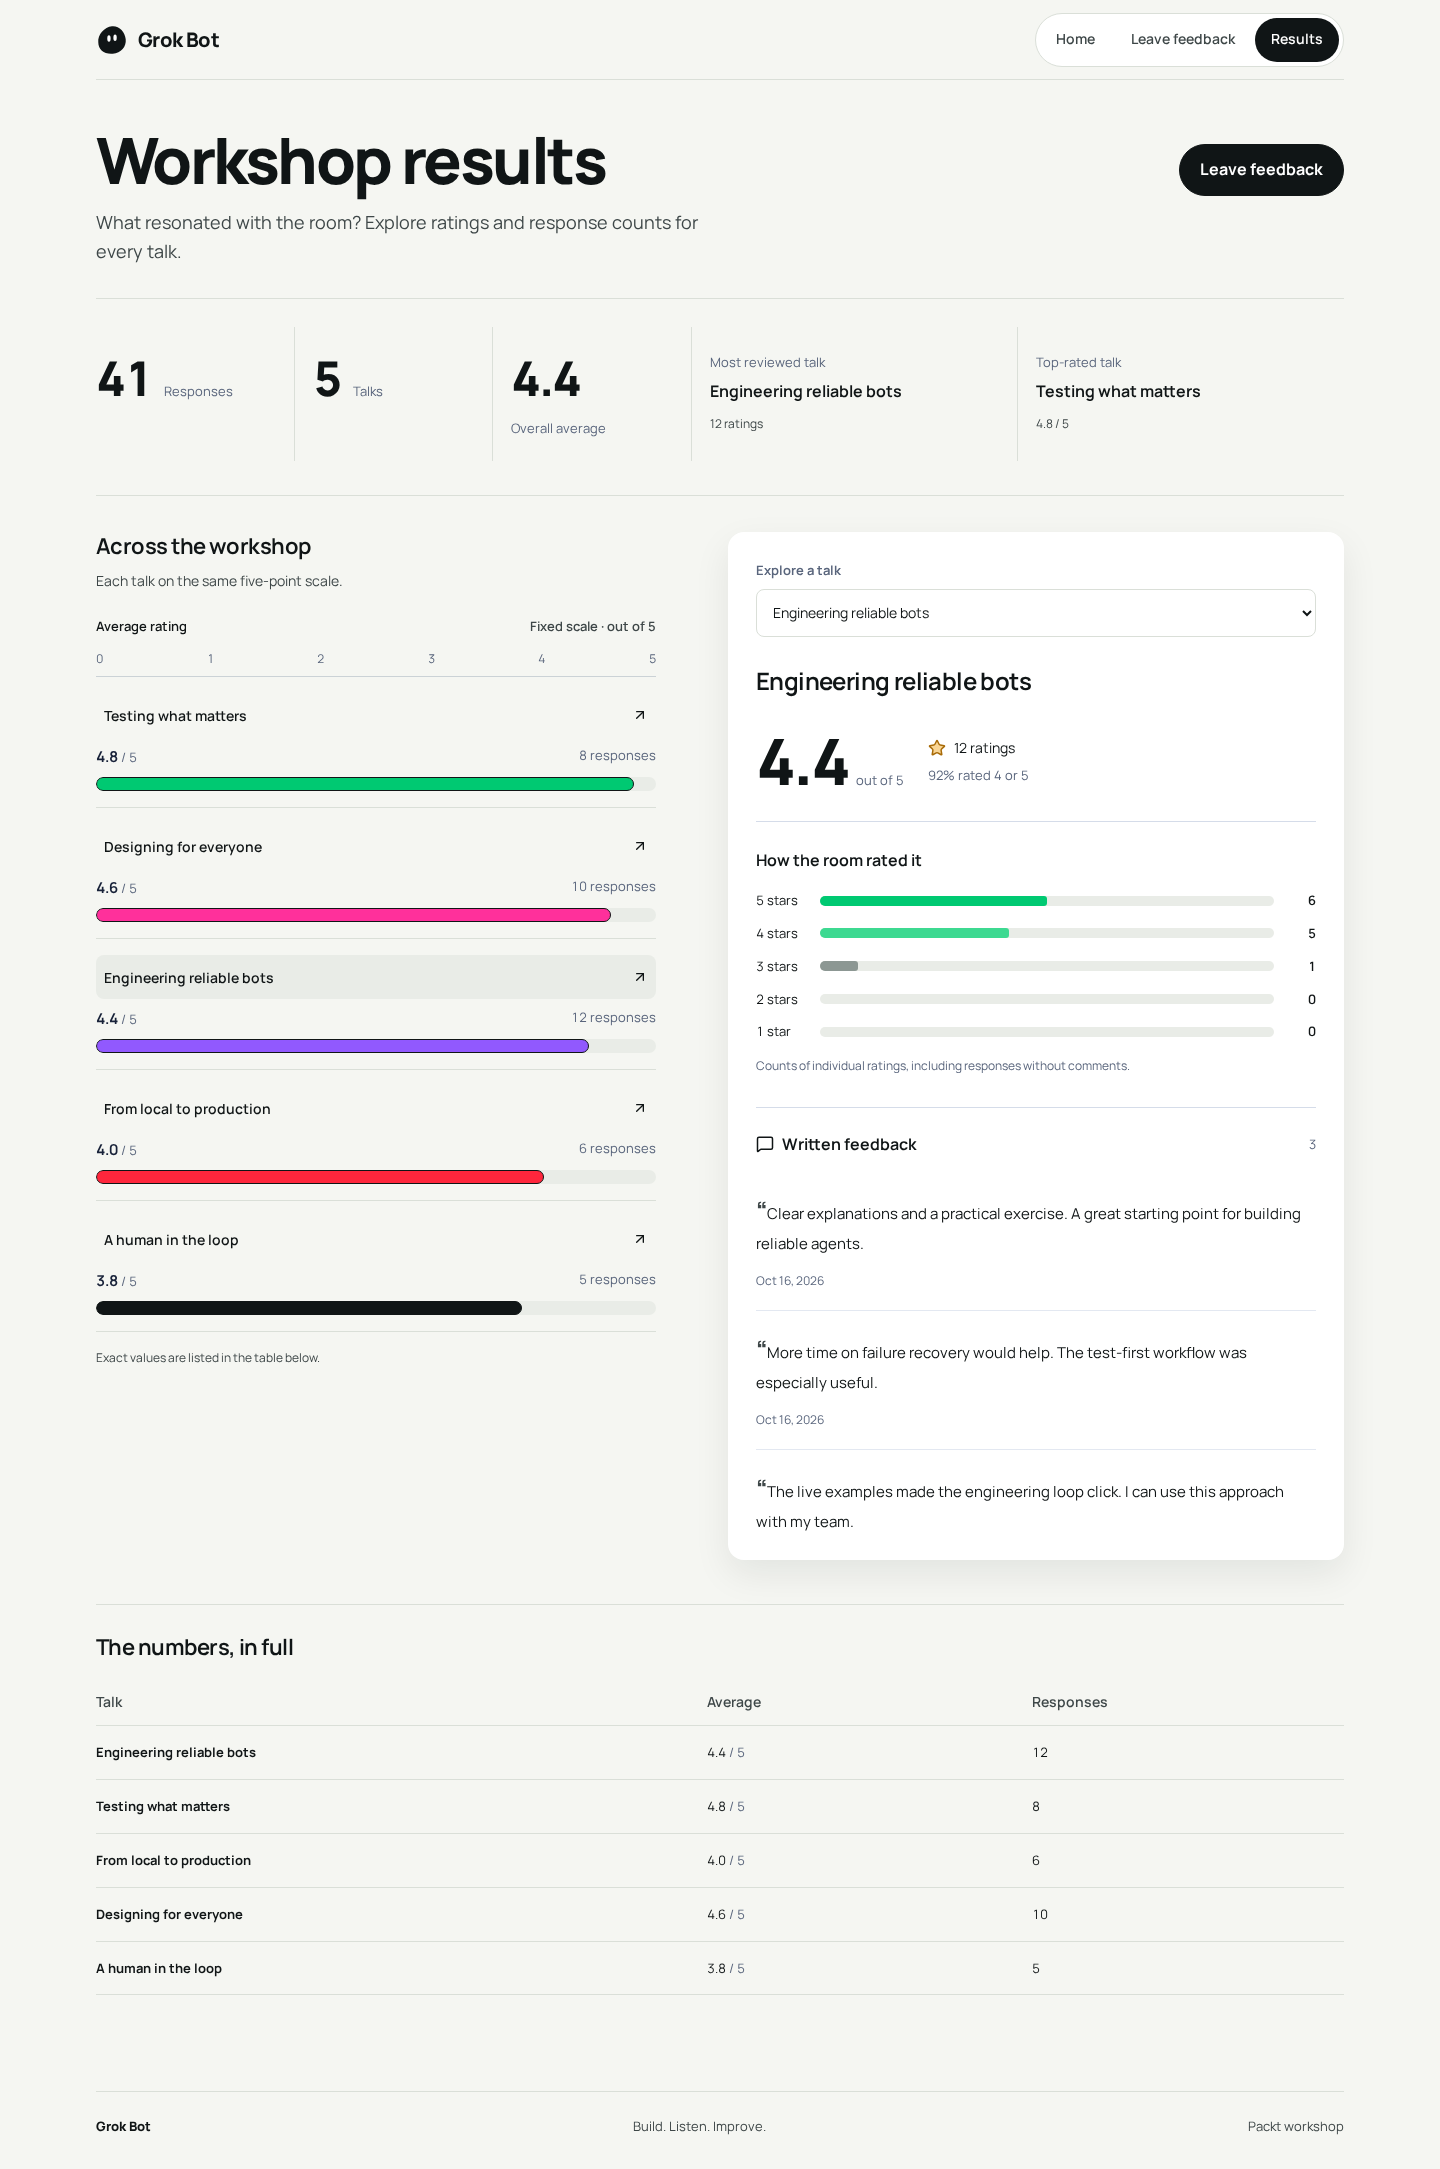 Grok Bot
Home
Leave feedback
Results
Workshop results
What resonated with the room? Explore ratings and response counts for
every talk.
Leave feedback
41 Responses
5 Talks
4.4
Overall average
Most reviewed talk
Engineering reliable bots
12 ratings
Top-rated talk
Testing what matters
4.8 / 5
Across the workshop
Each talk on the same five-point scale.
Average rating
Fixed scale · out of 5
0 1 2 3 4 5
Testing what matters
4.8 / 5
8 responses
Designing for everyone
4.6 / 5
10 responses
Engineering reliable bots
4.4 / 5
12 responses
From local to production
4.0 / 5
6 responses
A human in the loop
3.8 / 5
5 responses
Exact values are listed in the table below.
Explore a talk
Engineering reliable bots
Engineering reliable bots
4.4 out of 5
12 ratings
92% rated 4 or 5
How the room rated it
5 stars 6
4 stars 5
3 stars 1
2 stars 0
1 star 0
Counts of individual ratings, including responses without comments.
Written feedback 3
“Clear explanations and a practical exercise. A great starting point for building
reliable agents.
Oct 16, 2026
“More time on failure recovery would help. The test-first workflow was
especially useful.
Oct 16, 2026
“The live examples made the engineering loop click. I can use this approach
with my team.
The numbers, in full
Talk Average Responses
Engineering reliable bots 4.4 / 5 12
Testing what matters 4.8 / 5 8
From local to production 4.0 / 5 6
Designing for everyone 4.6 / 5 10
A human in the loop 3.8 / 5 5
Grok Bot
Build. Listen. Improve.
Packt workshop